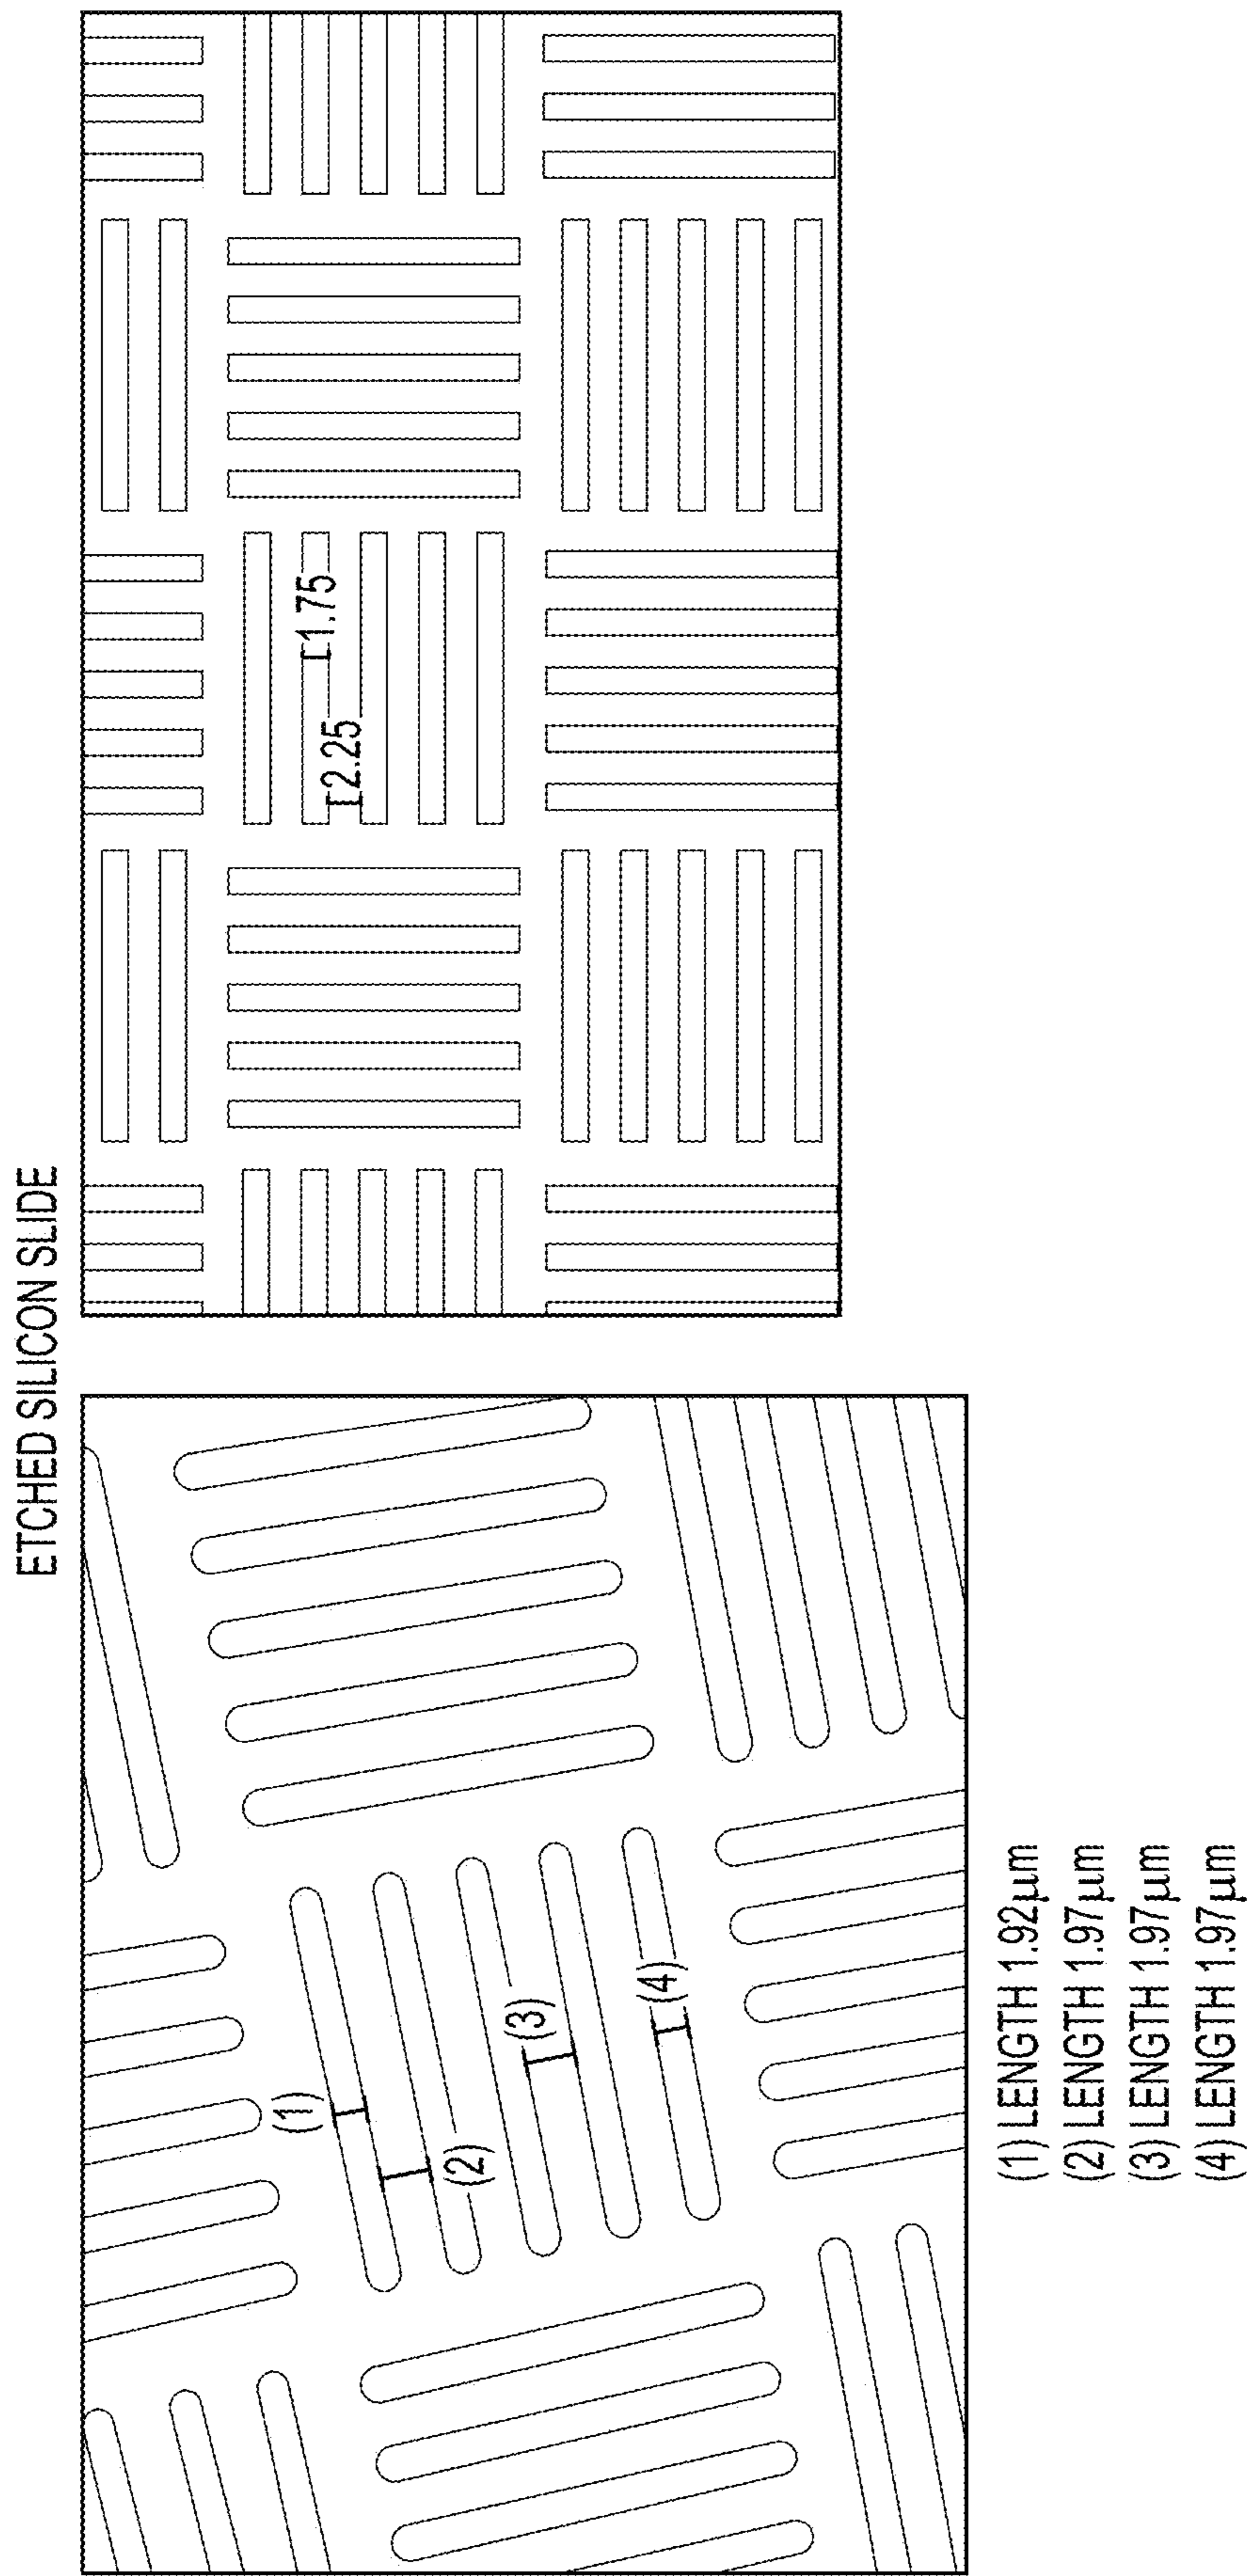 ETCHED SILICON SLIDE
(1)
(2)
(3)
(4)
2.25
1.75
(1) LENGTH 1.92μm
(2) LENGTH 1.97μm
(3) LENGTH 1.97μm
(4) LENGTH 1.97μm